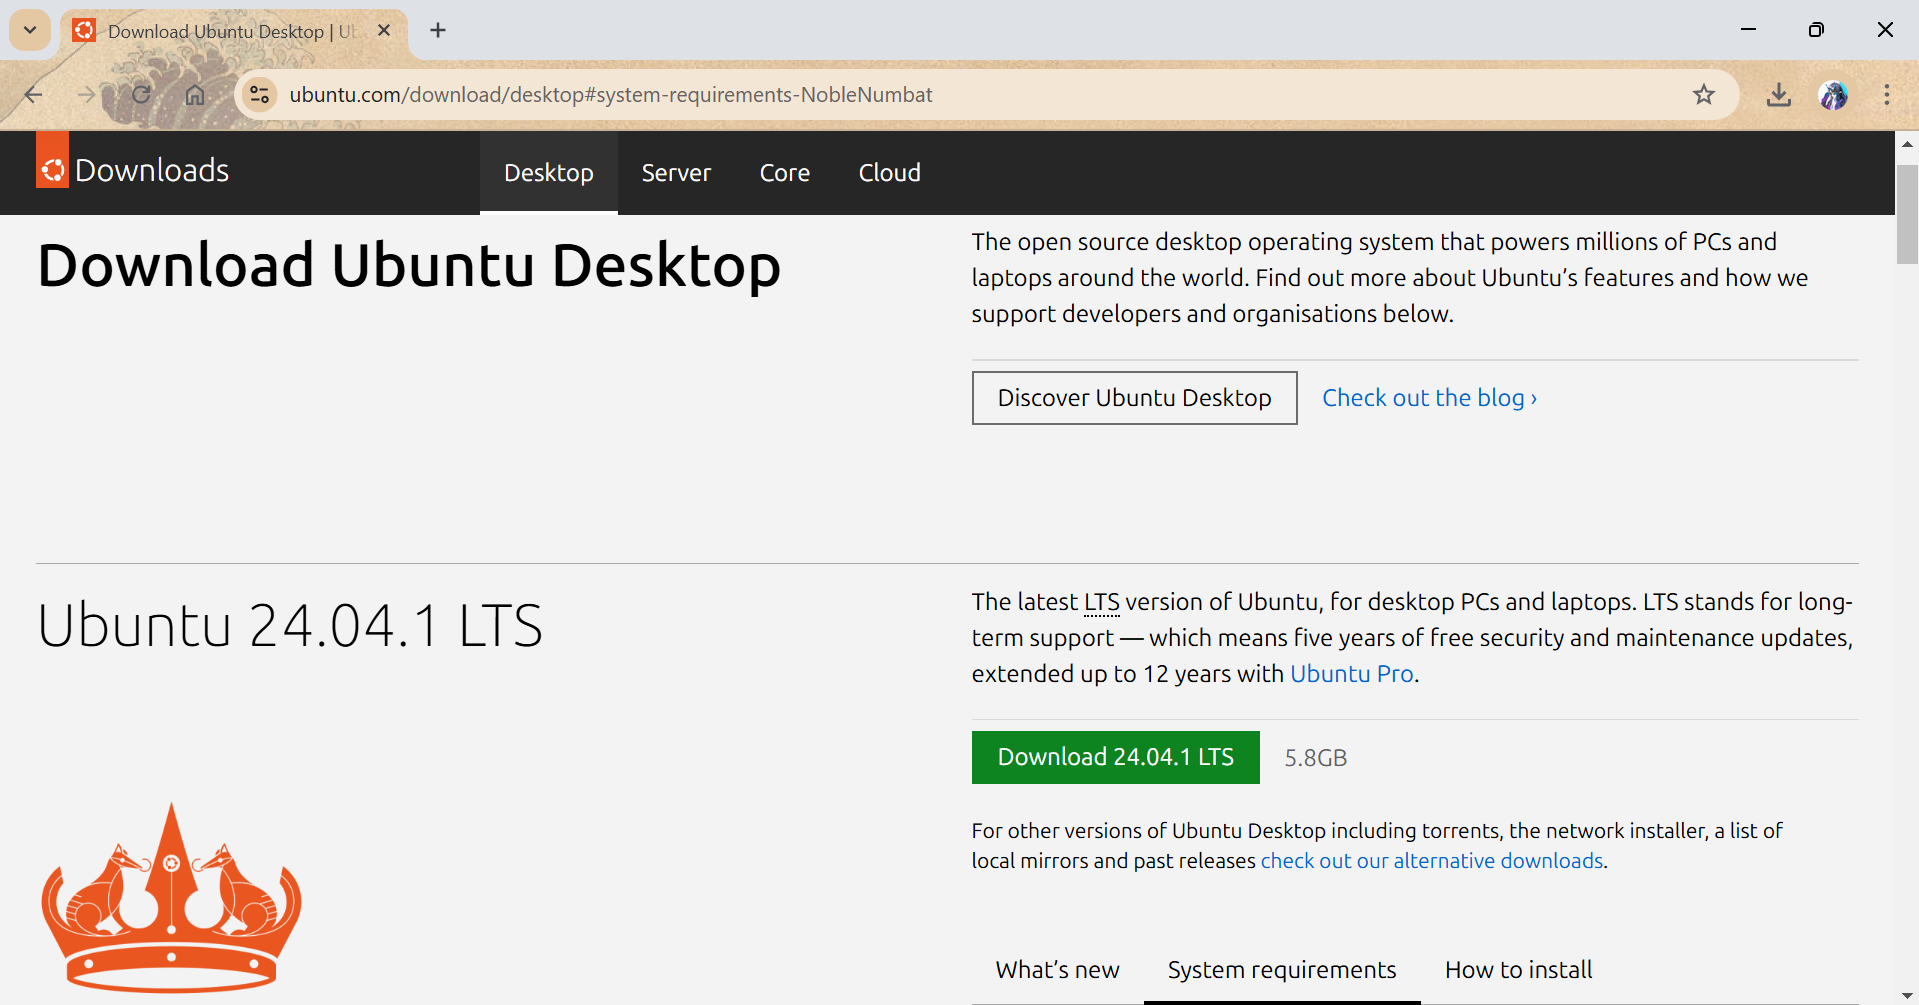 Download Ubuntu Desktop | Ub
ubuntu.com/download/desktop#system-requirements-NobleNumbat
Downloads
Desktop
Server
Core
Cloud
Download Ubuntu Desktop
The open source desktop operating system that powers millions of PCs and
laptops around the world. Find out more about Ubuntu’s features and how we
support developers and organisations below.
Discover Ubuntu Desktop
Check out the blog ›
Ubuntu 24.04.1 LTS
The latest LTS version of Ubuntu, for desktop PCs and laptops. LTS stands for long-
term support — which means five years of free security and maintenance updates,
extended up to 12 years with Ubuntu Pro.
Download 24.04.1 LTS
5.8GB
For other versions of Ubuntu Desktop including torrents, the network installer, a list of
local mirrors and past releases check out our alternative downloads.
What’s new
System requirements
How to install